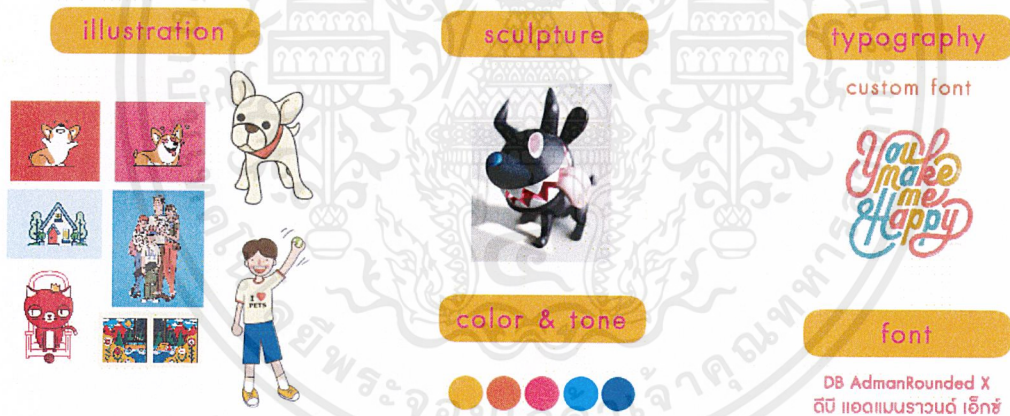 illustration
sculpture
typography
custom font
You
make
me
Happy
I ❤
PETS
color & tone
font
DB AdmanRounded X
ดีบี แอดแมนราวนด์ เอ็กซ์